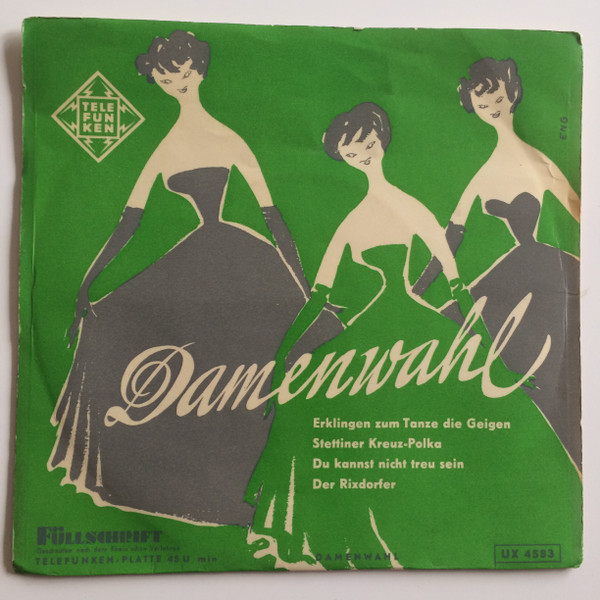 TELE
FUN
KEN
ENO
Damenwahl
Erklingen zum Tanze die Geigen
Stettiner Kreuz-Polka
Du kannst nicht treu sein
Der Rixdorfer
FÜLLSCHRIFT
TELEFUNKEN-PLATTE 45 U min
DAMENWAHL
UX 4583